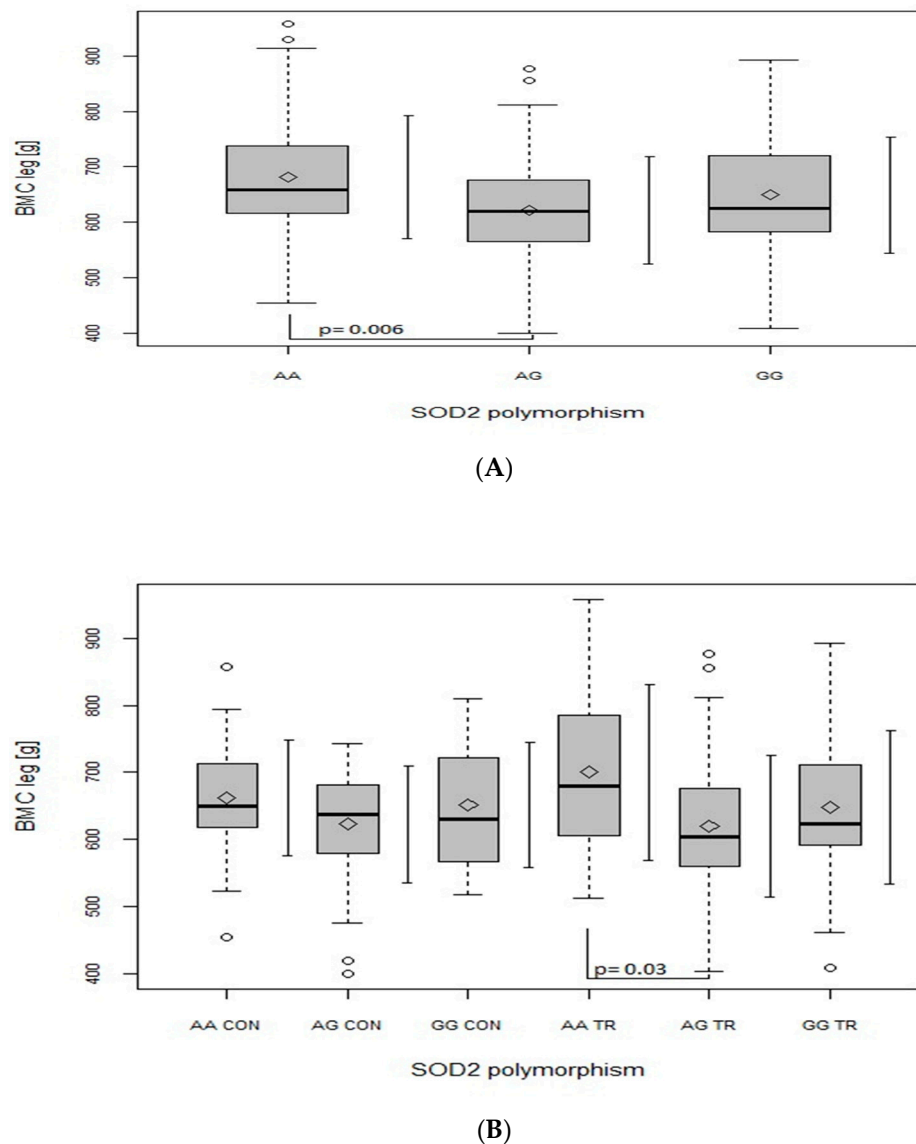 900
800
700
600
500
400
BMC leg [g]
p= 0.006
AA AG GG
SOD2 polymorphism
(A)
900
800
700
600
500
400
BMC leg [g]
p= 0.03
AA CON AG CON GG CON AA TR AG TR GG TR
SOD2 polymorphism
(B)